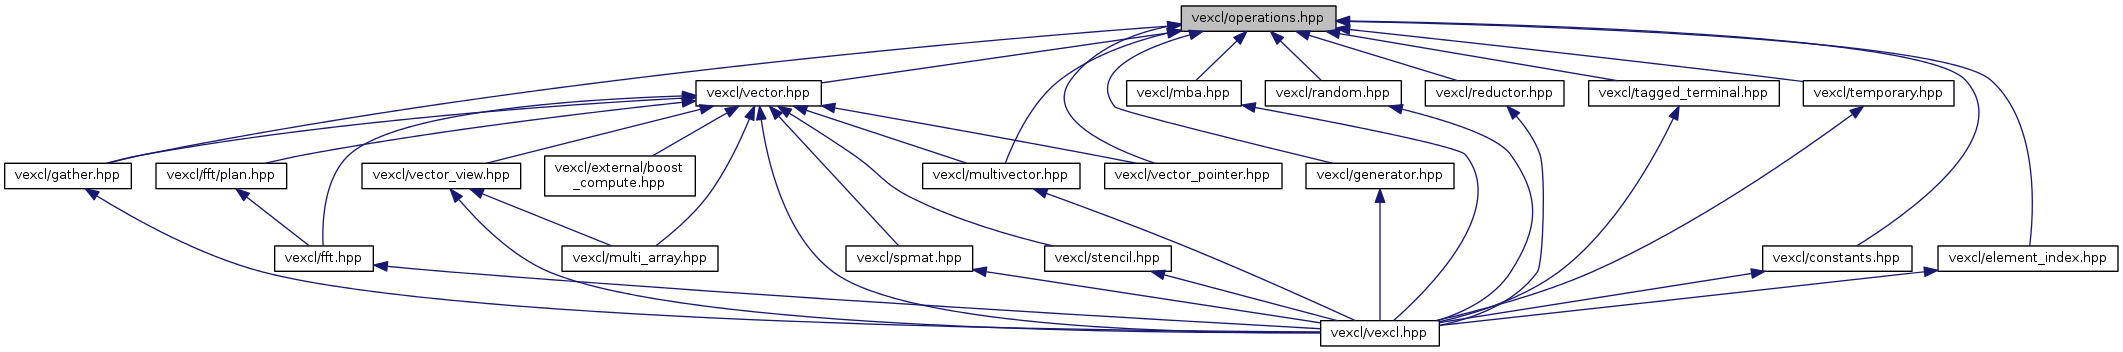 vexcl/operations.hpp
vexcl/vector.hpp
vexcl/mba.hpp
vexcl/random.hpp
vexcl/reductor.hpp
vexcl/tagged_terminal.hpp
vexcl/temporary.hpp
vexcl/gather.hpp
vexcl/fft/plan.hpp
vexcl/vector_view.hpp
vexcl/external/boost
_compute.hpp
vexcl/multivector.hpp
vexcl/vector_pointer.hpp
vexcl/generator.hpp
vexcl/fft.hpp
vexcl/multi_array.hpp
vexcl/spmat.hpp
vexcl/stencil.hpp
vexcl/constants.hpp
vexcl/element_index.hpp
vexcl/vexcl.hpp